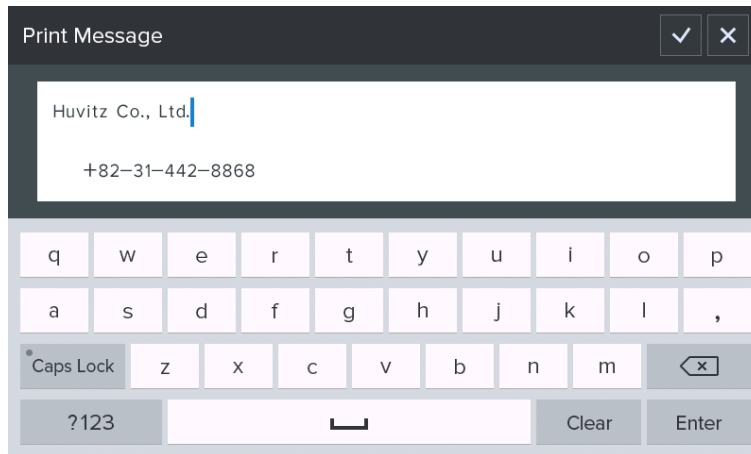 Print Message
Huvitz Co., Ltd.
+82-31-442-8868
q w e r t y u i o p
a s d f g h j k l ,
Caps Lock z x c v b n m
?123 Clear Enter